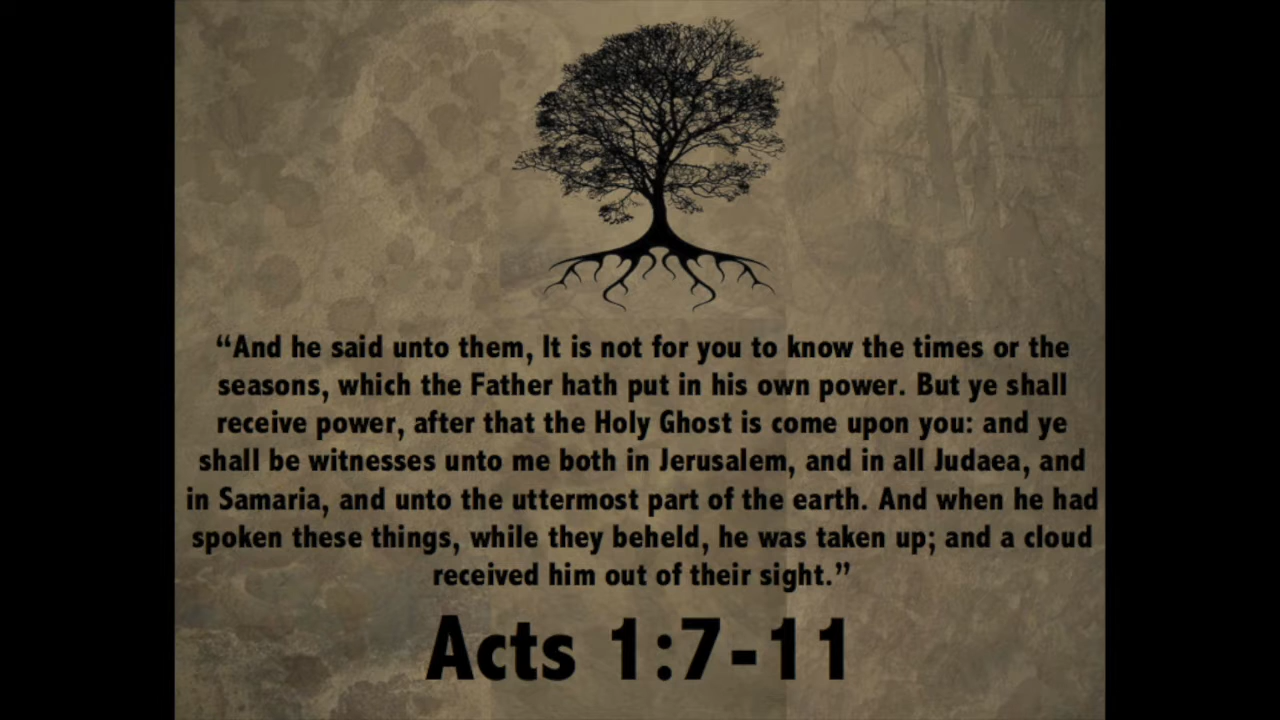 “And he said unto them, It is not for you to know the times or the
seasons, which the Father hath put in his own power. But ye shall
receive power, after that the Holy Ghost is come upon you: and ye
shall be witnesses unto me both in Jerusalem, and in all Judaea, and
in Samaria, and unto the uttermost part of the earth. And when he had
spoken these things, while they beheld, he was taken up; and a cloud
received him out of their sight.”
Acts 1:7-11